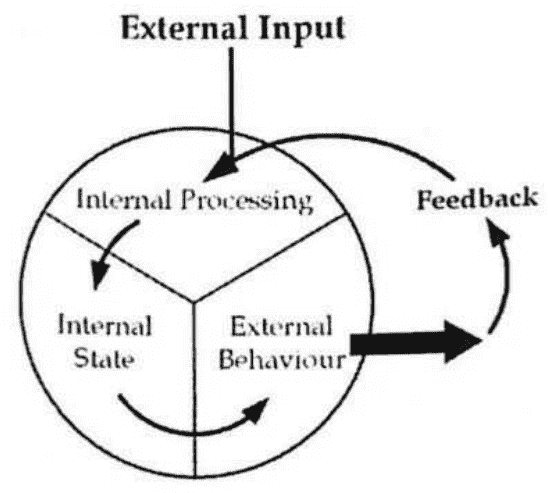 External Input
Internal Processing
Feedback
Internal
State
External
Behaviour